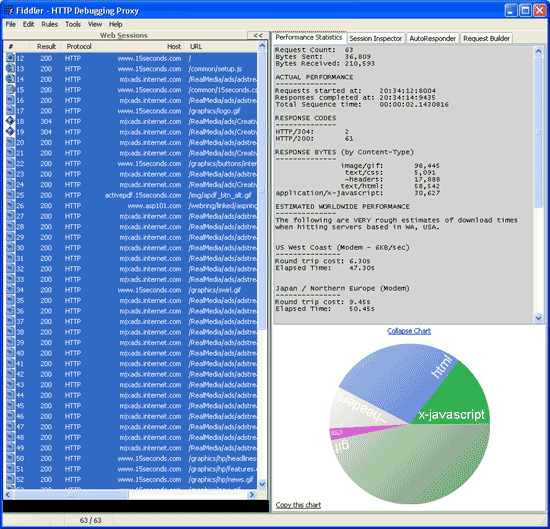 Fiddler - HTTP Debugging Proxy
File Edit Rules Tools View Help
Web Sessions <<
# Result Protocol Host URL
12 200 HTTP www.15seconds.com /
13 200 HTTP www.15seconds.com /common/setup.js
14 200 HTTP mjxads.internet.com /RealMedia/ads/adstrea
15 200 HTTP www.15seconds.com /common/15seconds.cs
16 200 HTTP mjxads.internet.com /RealMedia/ads/adstrea
17 200 HTTP www.15seconds.com /graphics/logo.gif
18 304 HTTP mjxads.internet.com /RealMedia/ads/Creativ
19 304 HTTP mjxads.internet.com /RealMedia/ads/Creativ
20 200 HTTP mjxads.internet.com /RealMedia/ads/adstrea
21 200 HTTP mjxads.internet.com /RealMedia/ads/Creativ
22 200 HTTP www.15seconds.com /graphics/buttons/inter
23 200 HTTP mjxads.internet.com /RealMedia/ads/adstrea
24 200 HTTP mjxads.internet.com /RealMedia/ads/Creativ
25 200 HTTP activepdf.15seconds.com /img/apdf_btn_alt.gif
26 200 HTTP www.asp101.com /webring/linked/aspring
27 200 HTTP mjxads.internet.com /RealMedia/ads/adstrea
28 200 HTTP mjxads.internet.com /RealMedia/ads/adstrea
29 200 HTTP mjxads.internet.com /RealMedia/ads/adstrea
30 200 HTTP mjxads.internet.com /RealMedia/ads/adstrea
31 200 HTTP mjxads.internet.com /RealMedia/ads/adstrea
32 200 HTTP mjxads.internet.com /RealMedia/ads/adstrea
33 200 HTTP mjxads.internet.com /RealMedia/ads/adstrea
34 200 HTTP www.15seconds.com /graphics/swirl.gif
35 200 HTTP mjxads.internet.com /RealMedia/ads/adstrea
36 200 HTTP mjxads.internet.com /RealMedia/ads/adstrea
37 200 HTTP mjxads.internet.com /RealMedia/ads/adstrea
38 200 HTTP mjxads.internet.com /RealMedia/ads/adstrea
39 200 HTTP mjxads.internet.com /RealMedia/ads/adstrea
40 200 HTTP mjxads.internet.com /RealMedia/ads/adstrea
41 200 HTTP mjxads.internet.com /RealMedia/ads/adstrea
42 200 HTTP mjxads.internet.com /RealMedia/ads/adstrea
43 200 HTTP mjxads.internet.com /RealMedia/ads/adstrea
44 200 HTTP mjxads.internet.com /RealMedia/ads/adstrea
45 200 HTTP mjxads.internet.com /RealMedia/ads/adstrea
46 200 HTTP mjxads.internet.com /RealMedia/ads/adstrea
47 200 HTTP mjxads.internet.com /RealMedia/ads/adstrea
48 200 HTTP mjxads.internet.com /RealMedia/ads/adstrea
49 200 HTTP mjxads.internet.com /RealMedia/ads/adstrea
50 200 HTTP www.15seconds.com /graphics/hp/headlines
51 200 HTTP www.15seconds.com /graphics/hp/features.
52 200 HTTP www.15seconds.com /graphics/hp/news.gif
63 / 63
Performance Statistics Session Inspector AutoResponder Request Builder
Request Count: 63
Bytes Sent: 36,809
Bytes Received: 210,593
ACTUAL PERFORMANCE
--------------
Requests started at: 20:34:12:8004
Responses completed at: 20:34:14:9435
Total Sequence time: 00:00:02.1430816
RESPONSE CODES
--------------
HTTP/304: 2
HTTP/200: 61
RESPONSE BYTES (by Content-Type)
--------------
image/gif: 98,445
text/css: 5,091
~headers: 17,888
text/html: 58,542
application/x-javascript: 30,627
ESTIMATED WORLDWIDE PERFORMANCE
--------------
The following are VERY rough estimates of download times
when hitting servers based in WA, USA.
US West Coast (Modem - 6KB/sec)
--------------
Round trip cost: 6.30s
Elapsed Time: 47.30s
Japan / Northern Europe (Modem)
--------------
Round trip cost: 9.45s
Elapsed Time: 50.45s
Collapse Chart
html
x-javascript
~headers
css
gif
Copy this chart